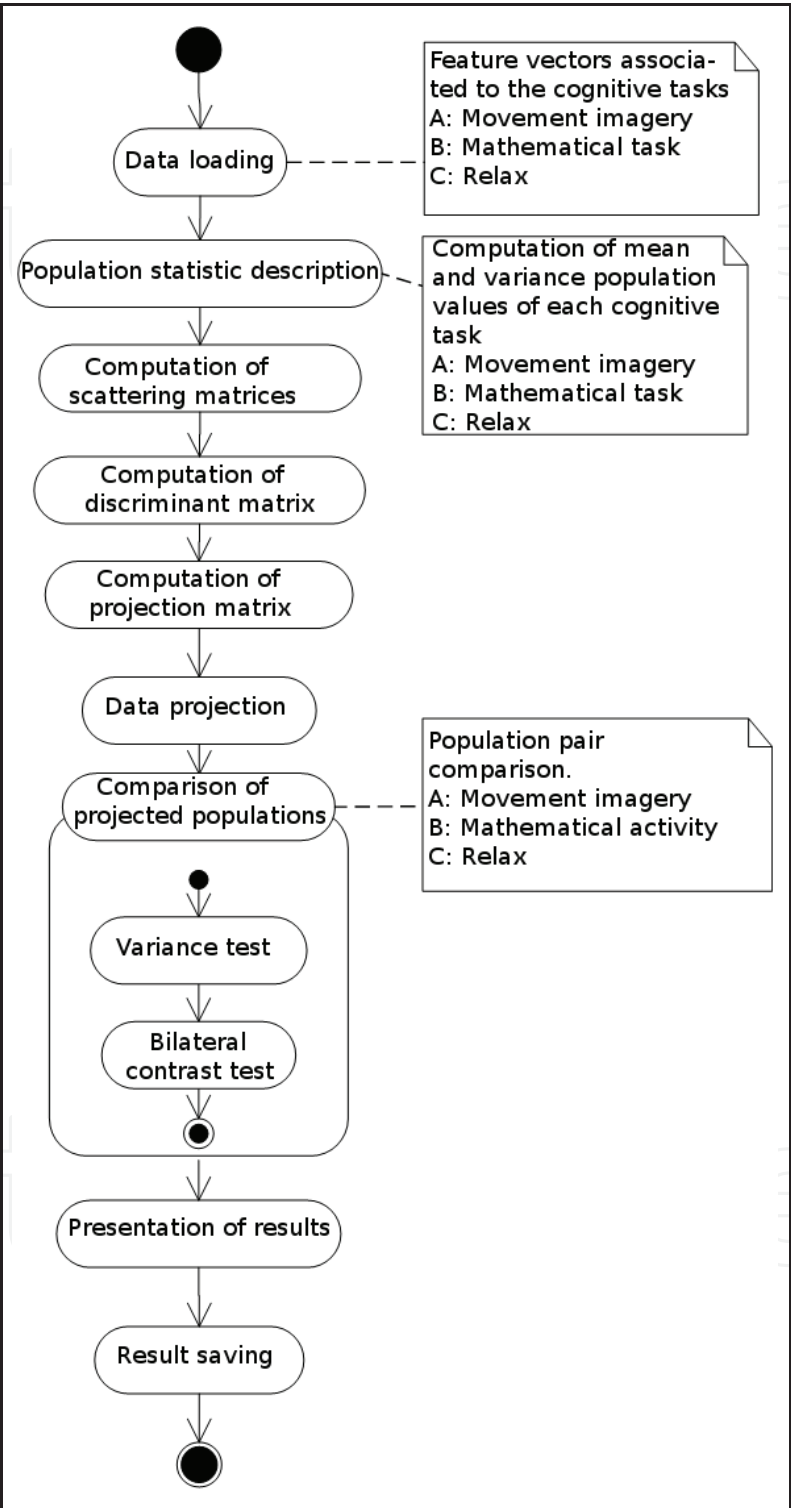 Feature vectors associa-
ted to the cognitive tasks
A: Movement imagery
B: Mathematical task
C: Relax
Data loading
Population statistic description
Computation of mean
and variance population
values of each cognitive
task
A: Movement imagery
B: Mathematical task
C: Relax
Computation of
scattering matrices
Computation of
discriminant matrix
Computation of
projection matrix
Data projection
Comparison of
projected populations
Population pair
comparison.
A: Movement imagery
B: Mathematical activity
C: Relax
Variance test
Bilateral
contrast test
Presentation of results
Result saving